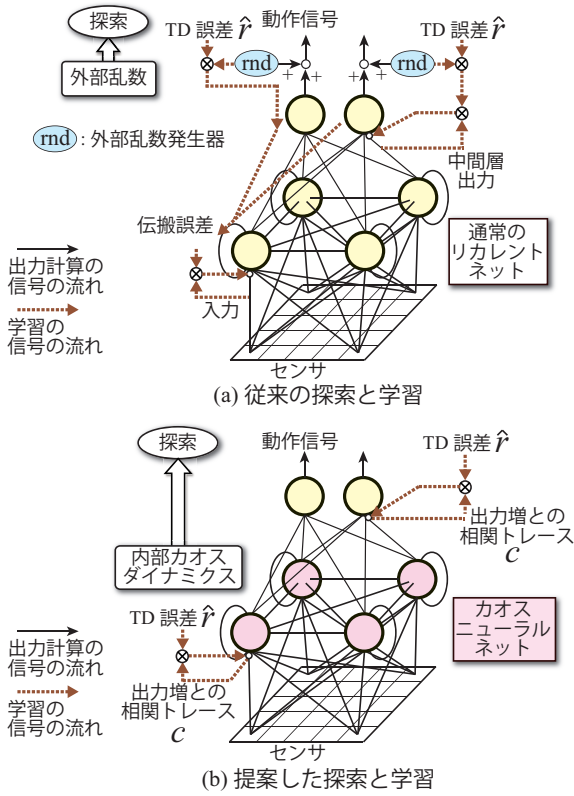 探索
外部乱数
TD 誤差 r̂
動作信号
TD 誤差 r̂
rnd
+
+
+
+
rnd
rnd : 外部乱数発生器
中間層
出力
伝搬誤差
通常の
リカレント
ネット
出力計算の
信号の流れ
入力
学習の
信号の流れ
センサ
(a) 従来の探索と学習
探索
動作信号
TD 誤差 r̂
出力増との
相関トレース
c
内部カオス
ダイナミクス
TD 誤差 r̂
カオス
ニューラル
ネット
出力計算の
信号の流れ
出力増との
相関トレース
c
学習の
信号の流れ
センサ
(b) 提案した探索と学習